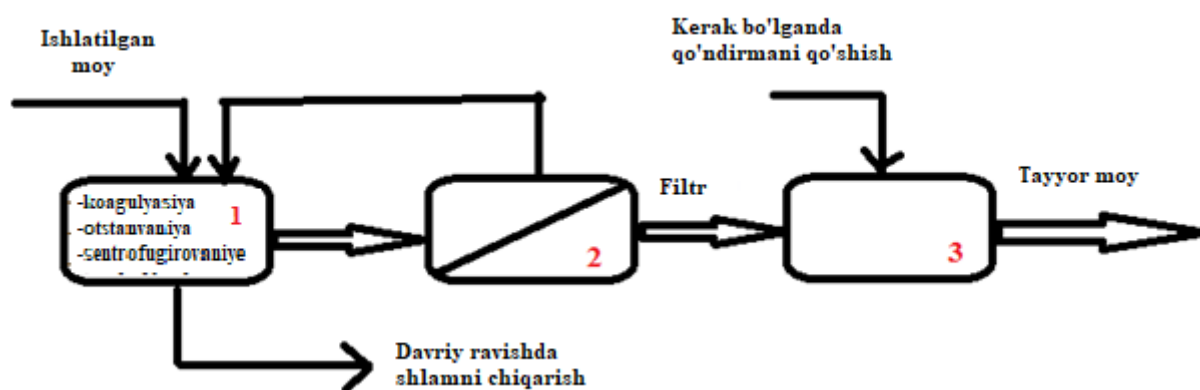 Ishlatilgan
moy
Kerak bo'lganda
qo'ndirmani qo'shish
-koagulyasiya
-otstanvaniya
-sentrofugirovaniye
1
2
Filtr
3
Tayyor moy
Davriy ravishda
shlamni chiqarish